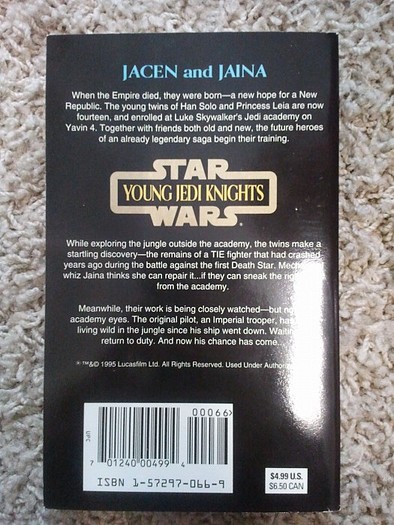 JACEN and JAINA
When the Empire died, they were born—a new hope for a New
Republic. The young twins of Han Solo and Princess Leia are now
fourteen, and enrolled at Luke Skywalker's Jedi academy on
Yavin 4. Together with friends both old and new, the future heroes
of an already legendary saga begin their training.
STAR
YOUNG JEDI KNIGHTS
WARS
While exploring the jungle outside the academy, the twins make a
startling discovery—the remains of a TIE fighter that had crashed
years ago during the battle against the first Death Star.
whiz Jaina thinks she can repair it...if they can sneak the
from the academy.
Meanwhile, their work is being closely watched—but
academy eyes. The original pilot, an Imperial trooper, has
living wild in the jungle since his ship went down.
return to duty. And now his chance has come...
®™&© 1995 Lucasfilm Ltd. All Rights Reserved. Used Under
00066>
UPC
7 01240 00499 4
ISBN 1-57297-066-9
$4.99 U.S.
$6.50 CAN